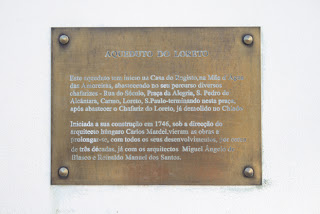 AQUEDUTO DO LORETO
Este aqueduto tem inicio na Casa do Registo, na Mãe d'Água
das Amoreiras, abastecendo no seu percurso diversos
chafarizes - Rua do Século, Praça da Alegria, S. Pedro de
Alcântara, Carmo, Loreto, S.Paulo-terminando nesta praça,
após abastecer o Chafariz do Loreto, já demolido no Chiado.
Iniciada a sua construção em 1746, sob a direcção do
arquitecto húngaro Carlos Mardel, vieram as obras a
prolongar-se, com todos os seus desenvolvimentos, por mais
de três décadas, já com os arquitectos Miguel Ângelo
Blasco e Reinaldo Manuel dos Santos.